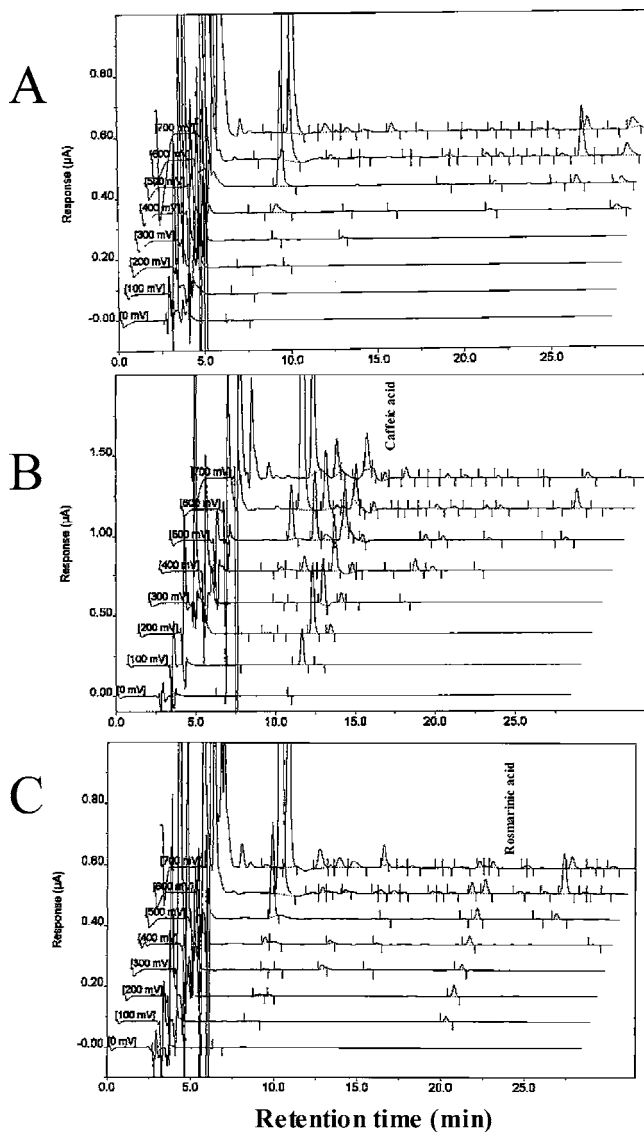 A
Response (µA)
0.80
0.60
0.40
0.20
-0.00
[700 mV]
[600 mV]
[500 mV]
[400 mV]
[300 mV]
[200 mV]
[100 mV]
[0 mV]
0.0 5.0 10.0 15.0 20.0 25.0
B
Response (µA)
1.50
1.00
0.50
0.00
Caffeic acid
[700 mV]
[600 mV]
[500 mV]
[400 mV]
[300 mV]
[200 mV]
[100 mV]
[0 mV]
0.0 5.0 10.0 15.0 20.0 25.0
C
Response (µA)
0.80
0.60
0.40
0.20
-0.00
Rosmarinic acid
[700 mV]
[600 mV]
[500 mV]
[400 mV]
[300 mV]
[200 mV]
[100 mV]
[0 mV]
0.0 5.0 10.0 15.0 20.0 25.0
Retention time (min)